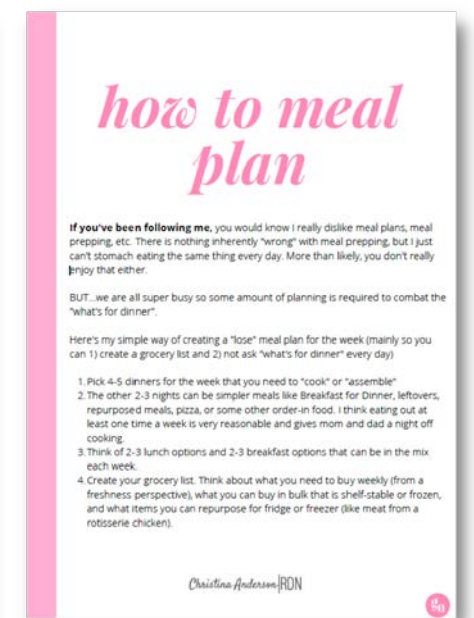 how to meal
plan
If you've been following me, you would know I really dislike meal plans, meal
prepping, etc. There is nothing inherently "wrong" with meal prepping, but I just
can't stomach eating the same thing every day. More than likely, you don't really
enjoy that either.
BUT...we are all super busy so some amount of planning is required to combat the
"what's for dinner".
Here's my simple way of creating a "lose" meal plan for the week (mainly so you
can 1) create a grocery list and 2) not ask "what's for dinner" every day)
1. Pick 4-5 dinners for the week that you need to "cook" or "assemble"
2. The other 2-3 nights can be simpler meals like Breakfast for Dinner, leftovers,
repurposed meals, pizza, or some other order-in food. I think eating out at
least one time a week is very reasonable and gives mom and dad a night off
cooking.
3. Think of 2-3 lunch options and 2-3 breakfast options that can be in the mix
each week.
4. Create your grocery list. Think about what you need to buy weekly (from a
freshness perspective), what you can buy in bulk that is shelf-stable or frozen,
and what items you can repurpose for fridge or freezer (like meat from a
rotisserie chicken).
Christina Anderson|RDN